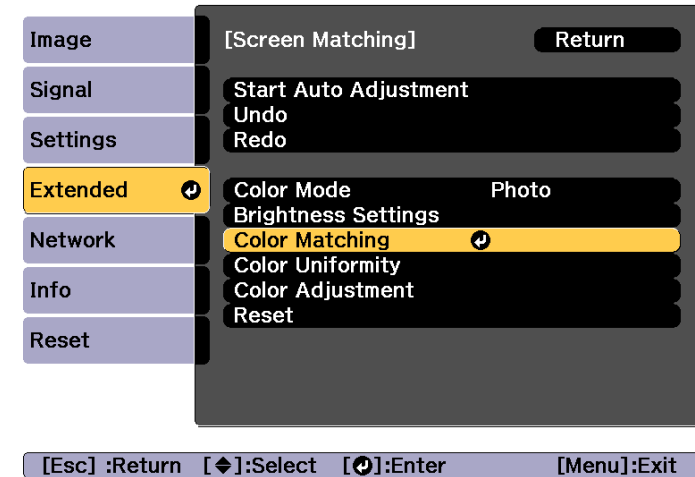 Image
Signal
Settings
Extended
Network
Info
Reset
[Screen Matching] Return
Start Auto Adjustment
Undo
Redo
Color Mode Photo
Brightness Settings
Color Matching
Color Uniformity
Color Adjustment
Reset
[Esc] :Return [◆]:Select [⏎]:Enter [Menu]:Exit